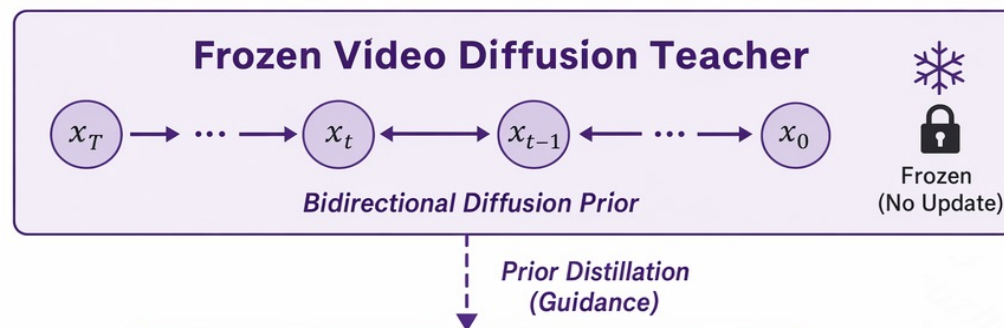 Frozen Video Diffusion Teacher
x_T ... x_t x_{t-1} ... x_0
Frozen
(No Update)
Bidirectional Diffusion Prior
Prior Distillation
(Guidance)